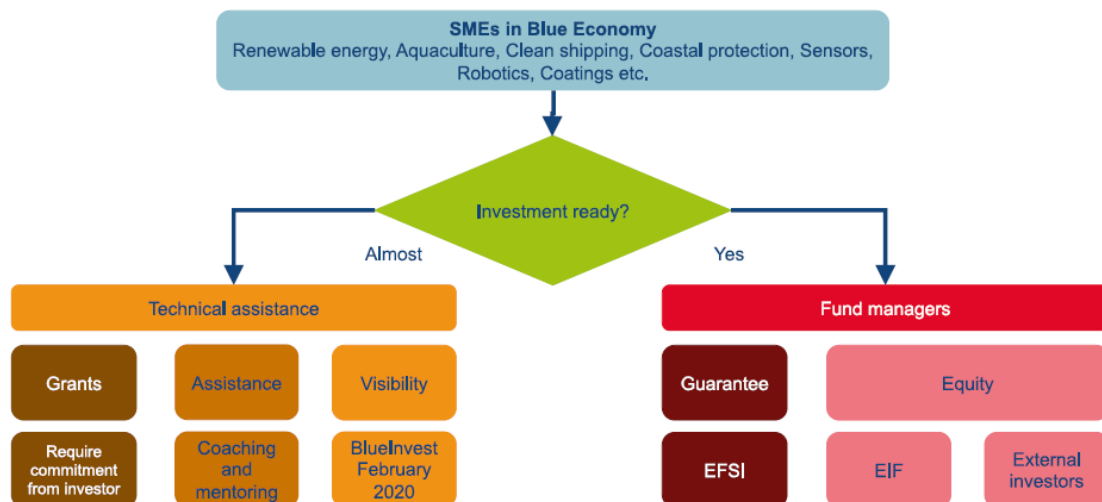 SMEs in Blue Economy
Renewable energy, Aquaculture, Clean shipping, Coastal protection, Sensors,
Robotics, Coatings etc.
Investment ready?
Almost
Yes
Technical assistance
Fund managers
Grants
Assistance
Visibility
Guarantee
Equity
Require
commitment
from investor
Coaching
and
mentoring
BlueInvest
February
2020
EFSI
EIF
External
investors